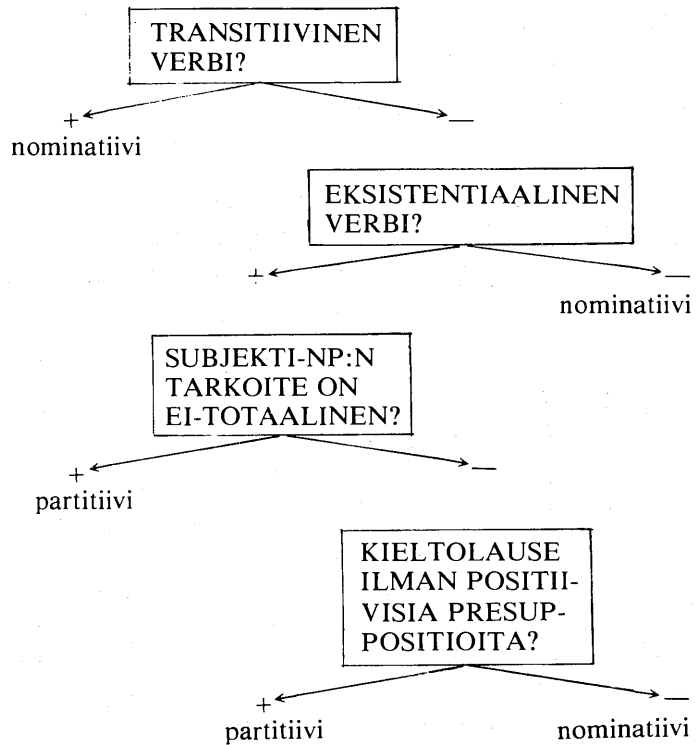 TRANSITIIVINEN
VERBI?
+ —
nominatiivi
EKSISTENTIAALINEN
VERBI?
+ —
nominatiivi
SUBJEKTI-NP:N
TARKOITE ON
EI-TOTAALINEN?
+ —
partitiivi
KIELTOLAUSE
ILMAN POSITII-
VISIA PRESUP-
POSITIOITA?
+ —
partitiivi nominatiivi